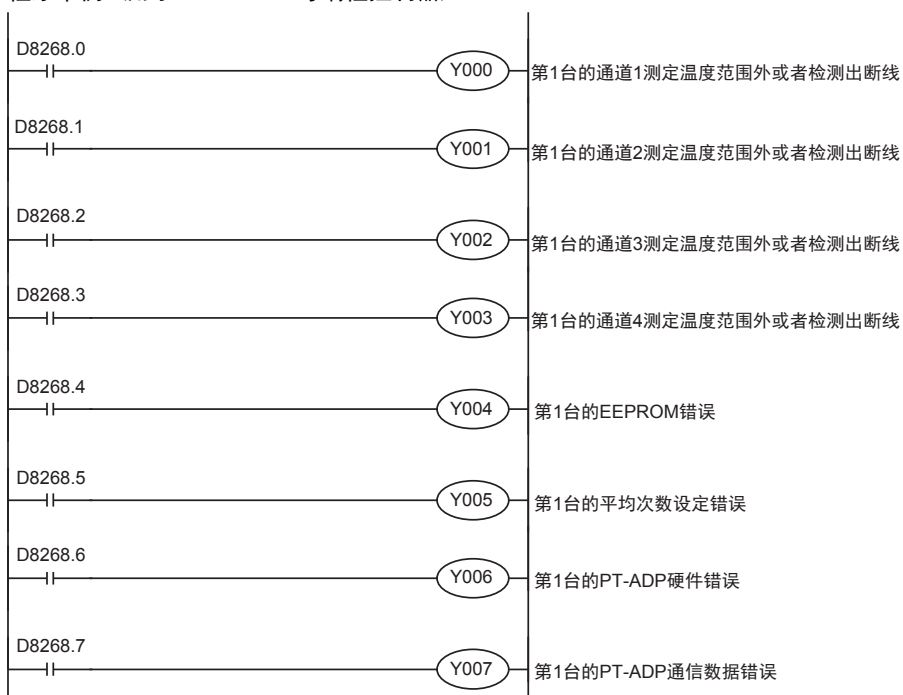 D8268.0
Y000 第1台的通道1测定温度范围外或者检测出断线
D8268.1
Y001 第1台的通道2测定温度范围外或者检测出断线
D8268.2
Y002 第1台的通道3测定温度范围外或者检测出断线
D8268.3
Y003 第1台的通道4测定温度范围外或者检测出断线
D8268.4
Y004 第1台的EEPROM错误
D8268.5
Y005 第1台的平均次数设定错误
D8268.6
Y006 第1台的PT-ADP硬件错误
D8268.7
Y007 第1台的PT-ADP通信数据错误